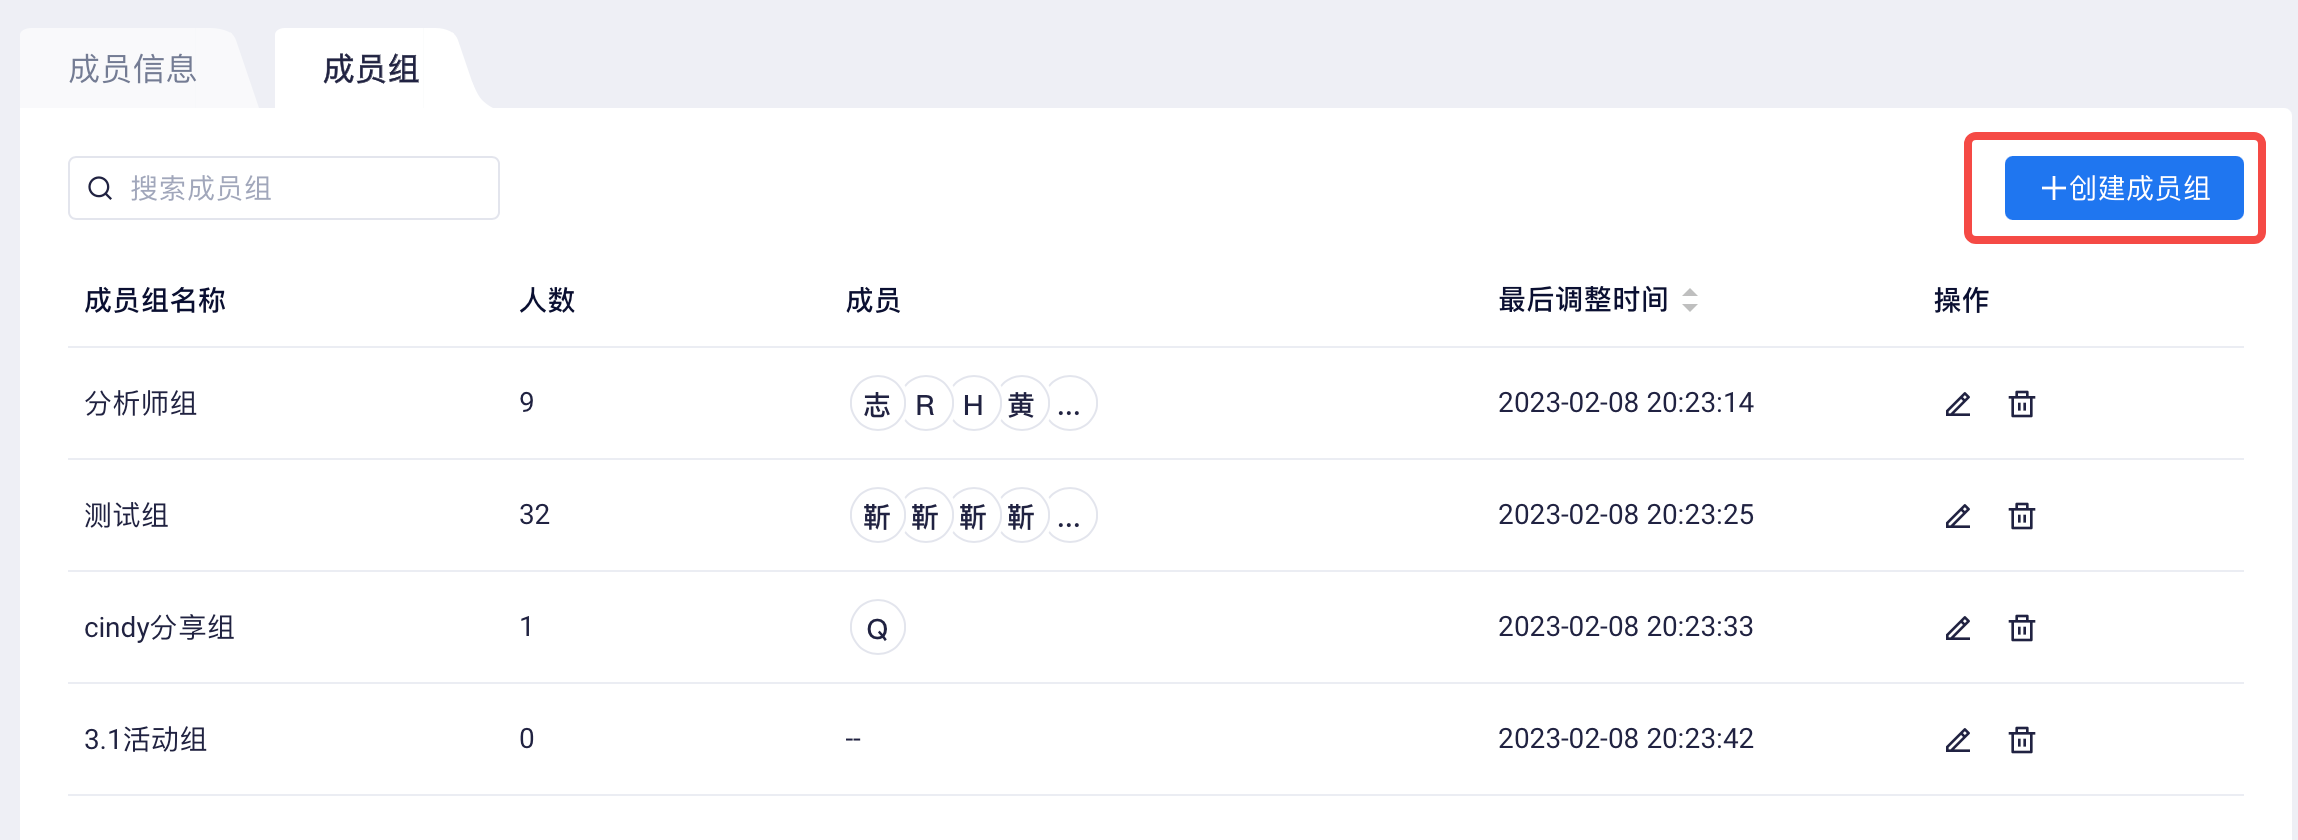 成员信息 成员组
搜索成员组 +创建成员组
成员组名称 人数 成员 最后调整时间 操作
分析师组 9 志 R H 黄 ... 2023-02-08 20:23:14
测试组 32 靳 靳 靳 靳 ... 2023-02-08 20:23:25
cindy分享组 1 Q 2023-02-08 20:23:33
3.1活动组 0 -- 2023-02-08 20:23:42